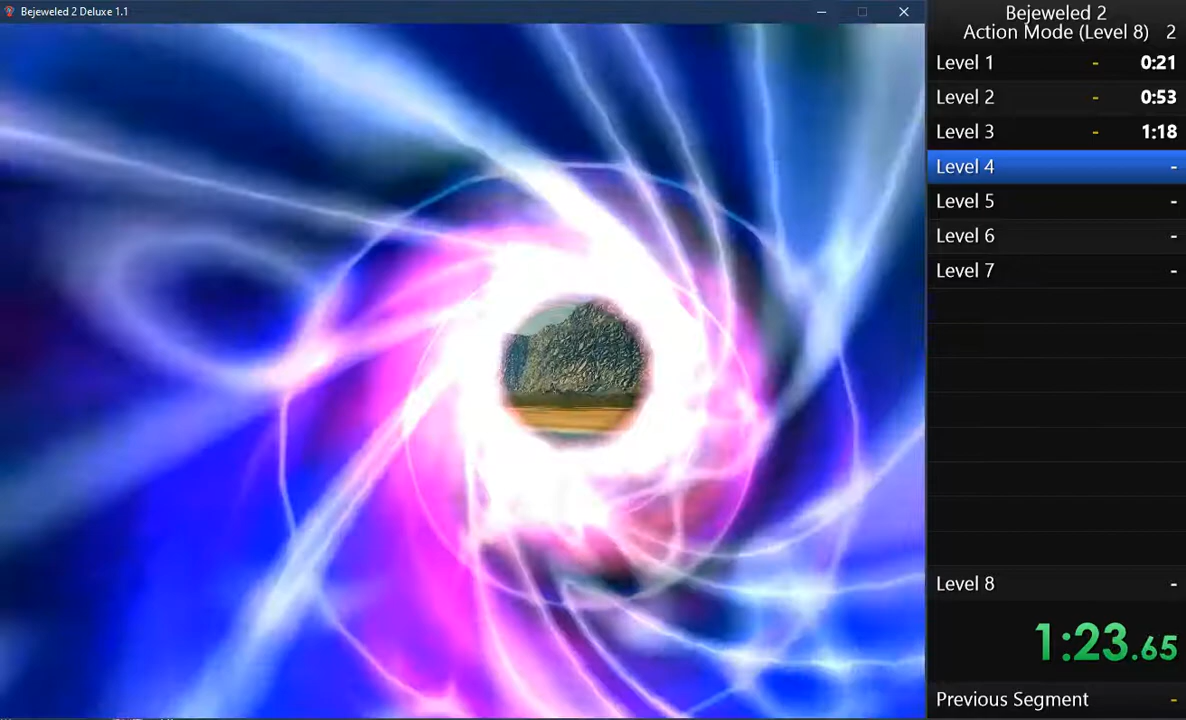 Bejeweled 2 Deluxe 1.1
Bejeweled 2
Action Mode (Level 8) 2
Level 1 - 0:21
Level 2 - 0:53
Level 3 - 1:18
Level 4 -
Level 5 -
Level 6 -
Level 7 -
Level 8 -
1:23.65
Previous Segment -